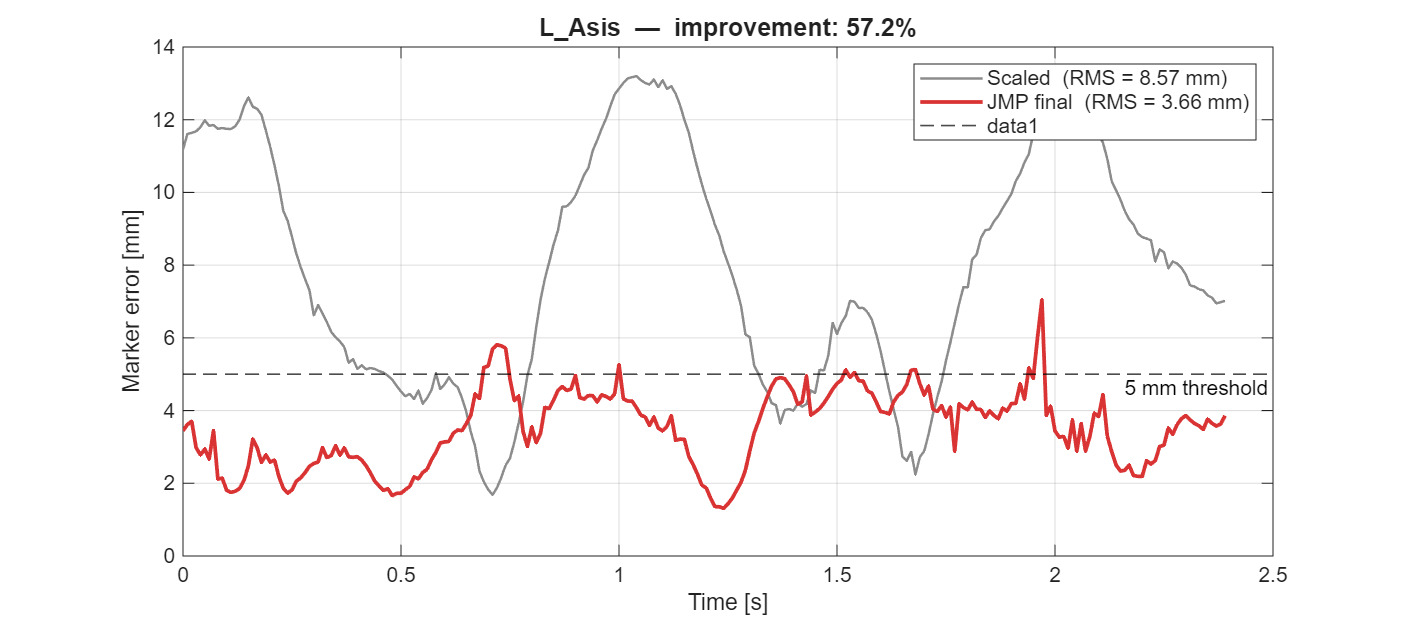 L_Asis — improvement: 57.2%
14
12
10
8
6
4
2
0
Marker error [mm]
Scaled (RMS = 8.57 mm)
JMP final (RMS = 3.66 mm)
data1
5 mm threshold
0 0.5 1 1.5 2 2.5
Time [s]